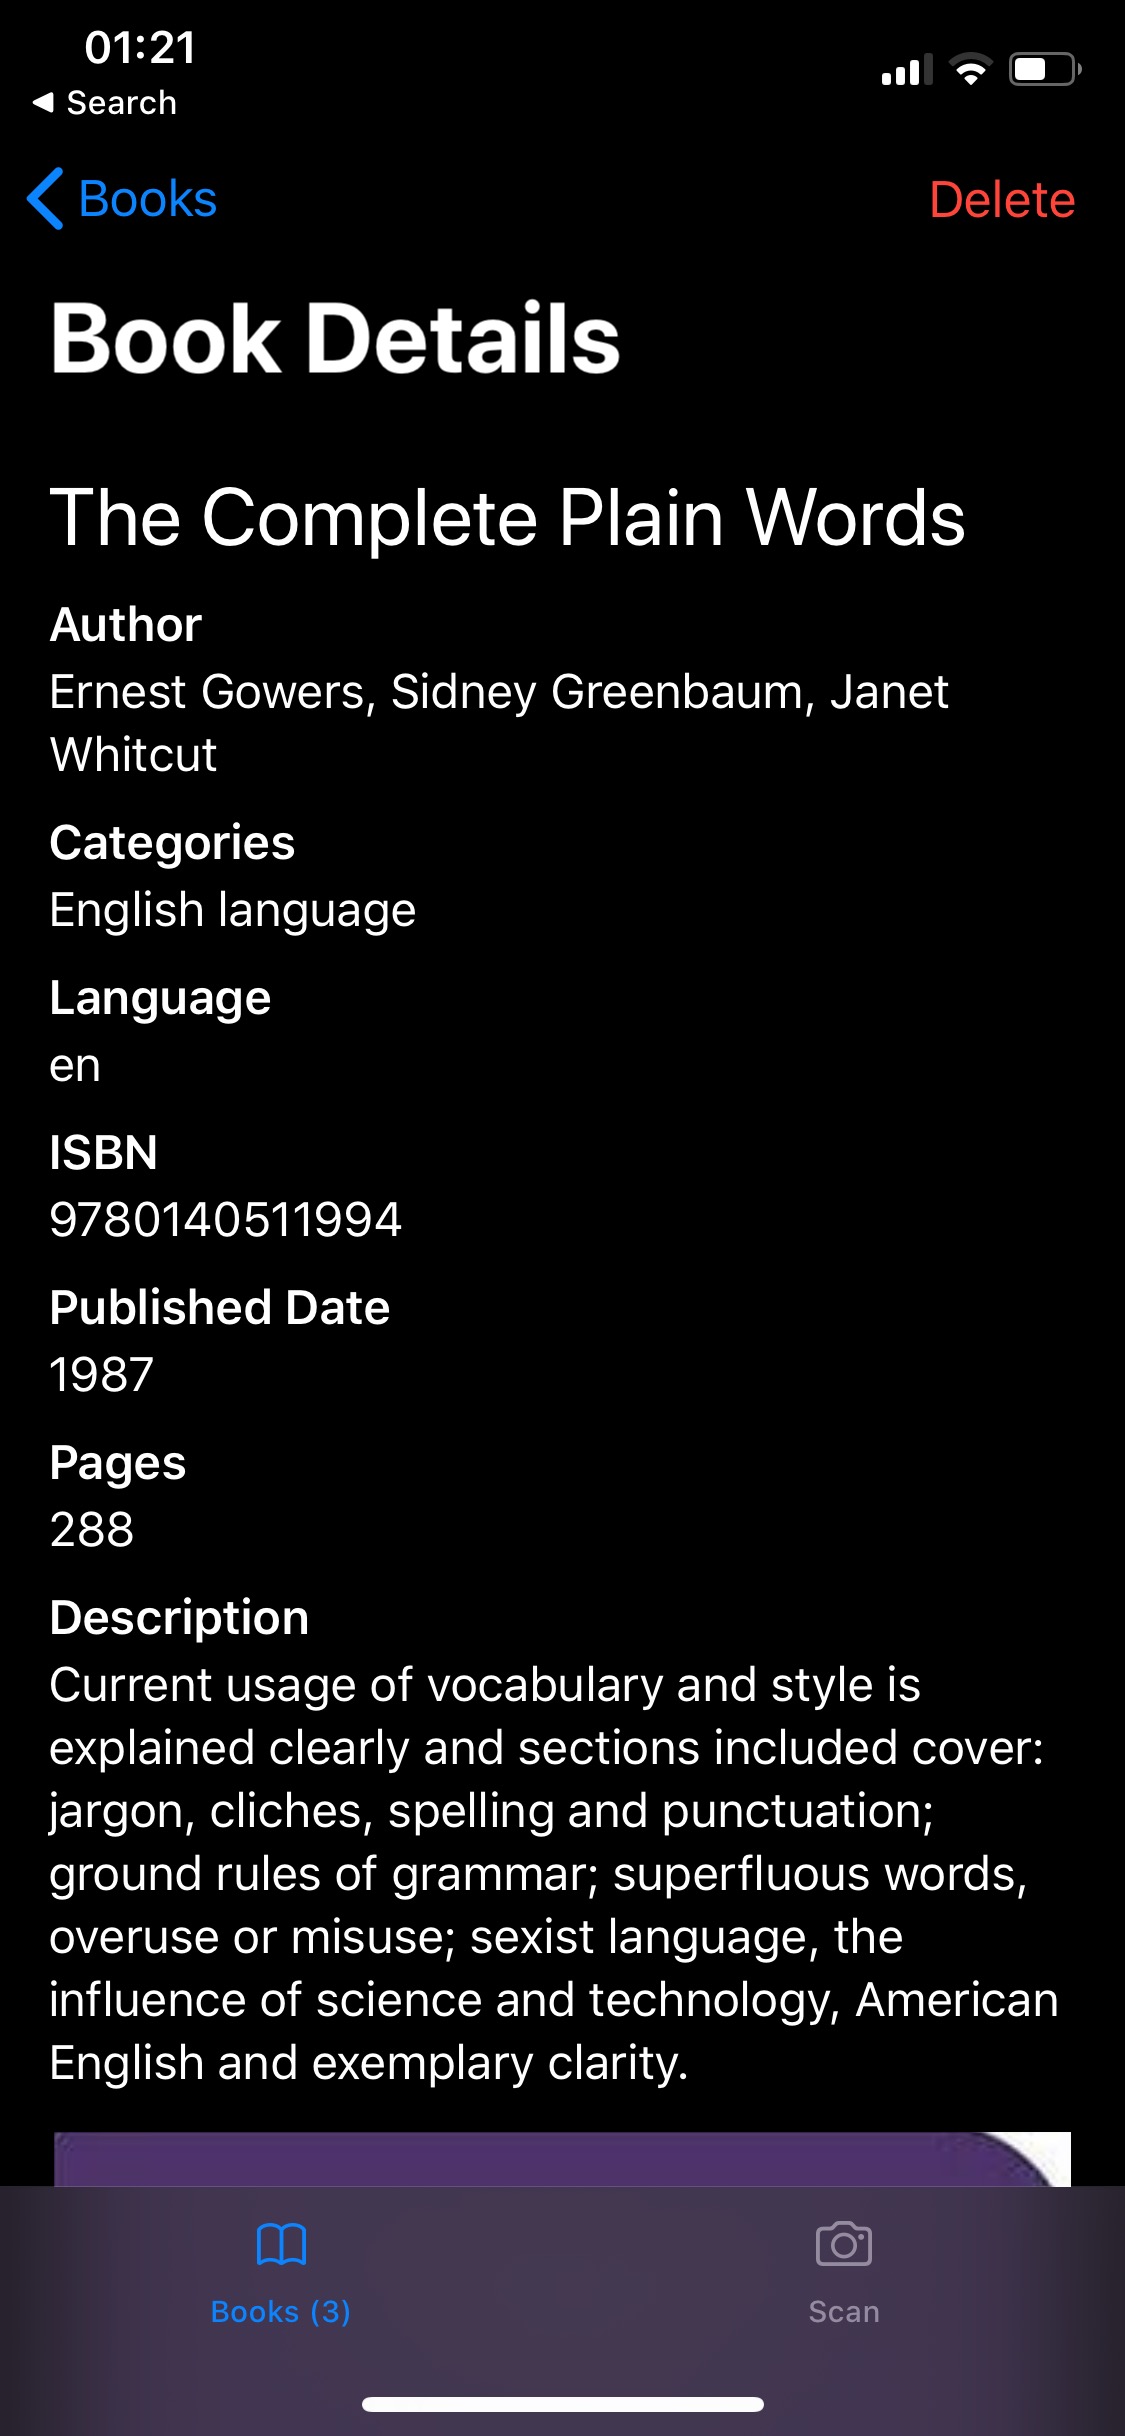 01:21
◀ Search
Books
Delete
Book Details
The Complete Plain Words
Author
Ernest Gowers, Sidney Greenbaum, Janet
Whitcut
Categories
English language
Language
en
ISBN
9780140511994
Published Date
1987
Pages
288
Description
Current usage of vocabulary and style is
explained clearly and sections included cover:
jargon, cliches, spelling and punctuation;
ground rules of grammar; superfluous words,
overuse or misuse; sexist language, the
influence of science and technology, American
English and exemplary clarity.
Books (3)
Scan